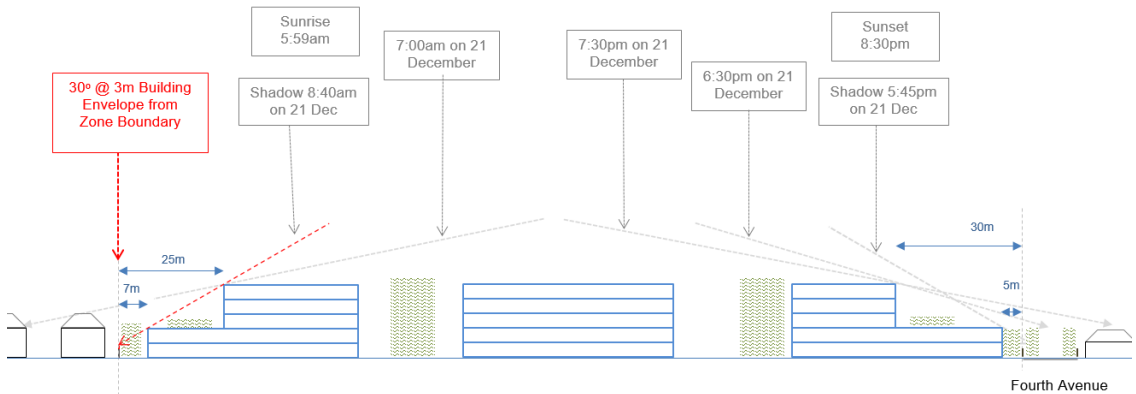 Sunrise
5:59am
7:00am on 21
December
7:30pm on 21
December
Sunset
8:30pm
30º @ 3m Building
Envelope from
Zone Boundary
Shadow 8:40am
on 21 Dec
6:30pm on 21
December
Shadow 5:45pm
on 21 Dec
30m
25m
7m
5m
Fourth Avenue